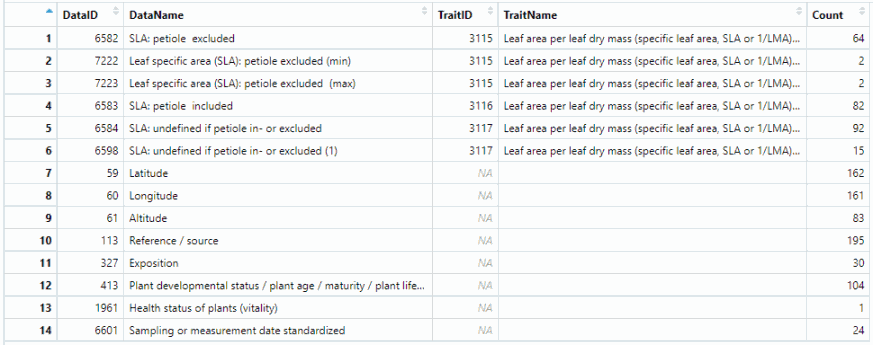 DataID DataName TraitID TraitName Count
1 6582 SLA: petiole excluded 3115 Leaf area per leaf dry mass (specific leaf area, SLA or 1/LMA)... 64
2 7222 Leaf specific area (SLA): petiole excluded (min) 3115 Leaf area per leaf dry mass (specific leaf area, SLA or 1/LMA)... 2
3 7223 Leaf specific area (SLA): petiole excluded (max) 3115 Leaf area per leaf dry mass (specific leaf area, SLA or 1/LMA)... 2
4 6583 SLA: petiole included 3116 Leaf area per leaf dry mass (specific leaf area, SLA or 1/LMA)... 82
5 6584 SLA: undefined if petiole in- or excluded 3117 Leaf area per leaf dry mass (specific leaf area, SLA or 1/LMA)... 92
6 6598 SLA: undefined if petiole in- or excluded (1) 3117 Leaf area per leaf dry mass (specific leaf area, SLA or 1/LMA)... 15
7 59 Latitude NA 162
8 60 Longitude NA 161
9 61 Altitude NA 83
10 113 Reference / source NA 195
11 327 Exposition NA 30
12 413 Plant developmental status / plant age / maturity / plant life... NA 104
13 1961 Health status of plants (vitality) NA 1
14 6601 Sampling or measurement date standardized NA 24